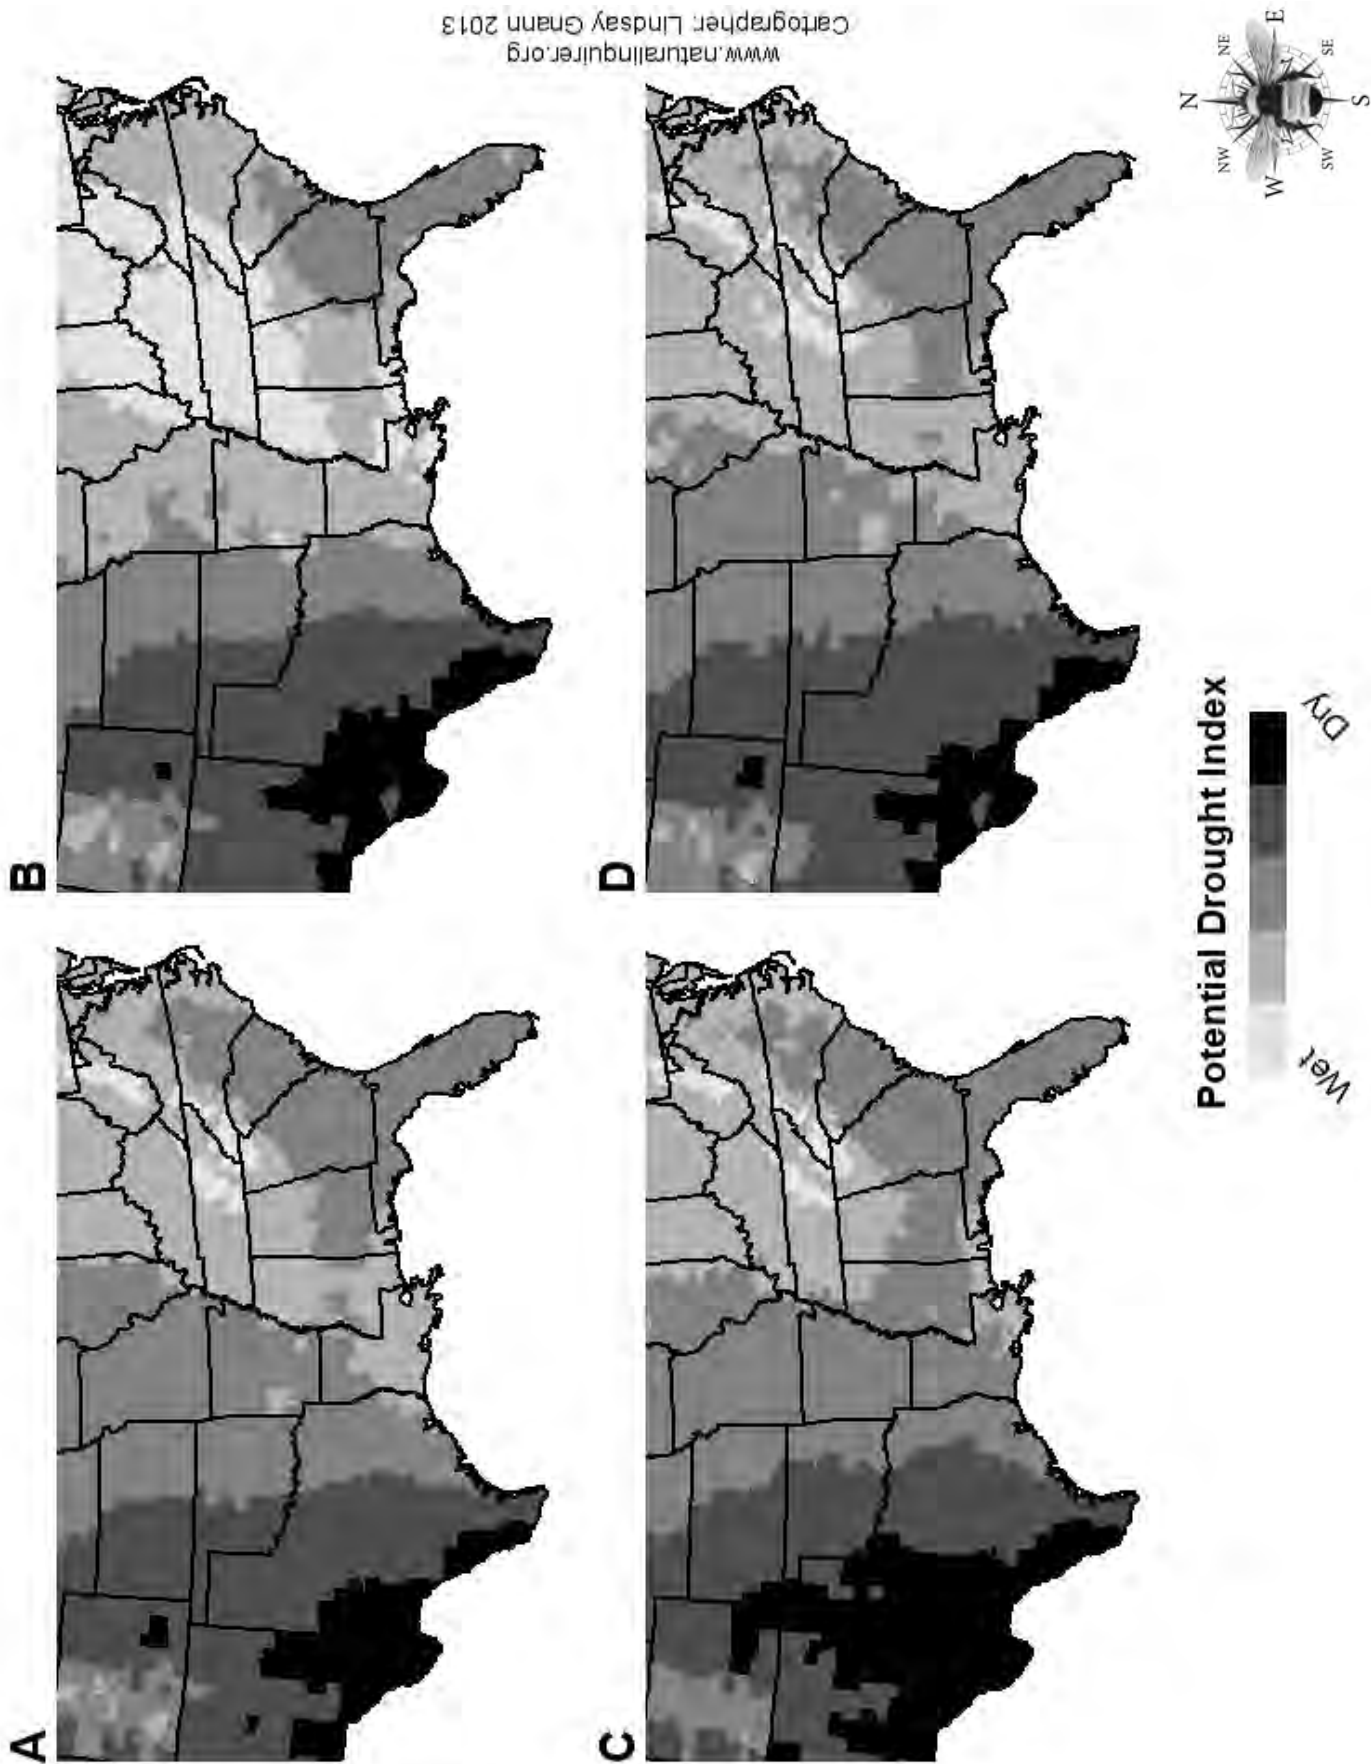 A
B
C
D
www.naturalinquirer.org
Cartographer: Lindsay Gnann 2013
N
NE
E
SE
S
SW
W
NW
Potential Drought Index
Wet
Dry